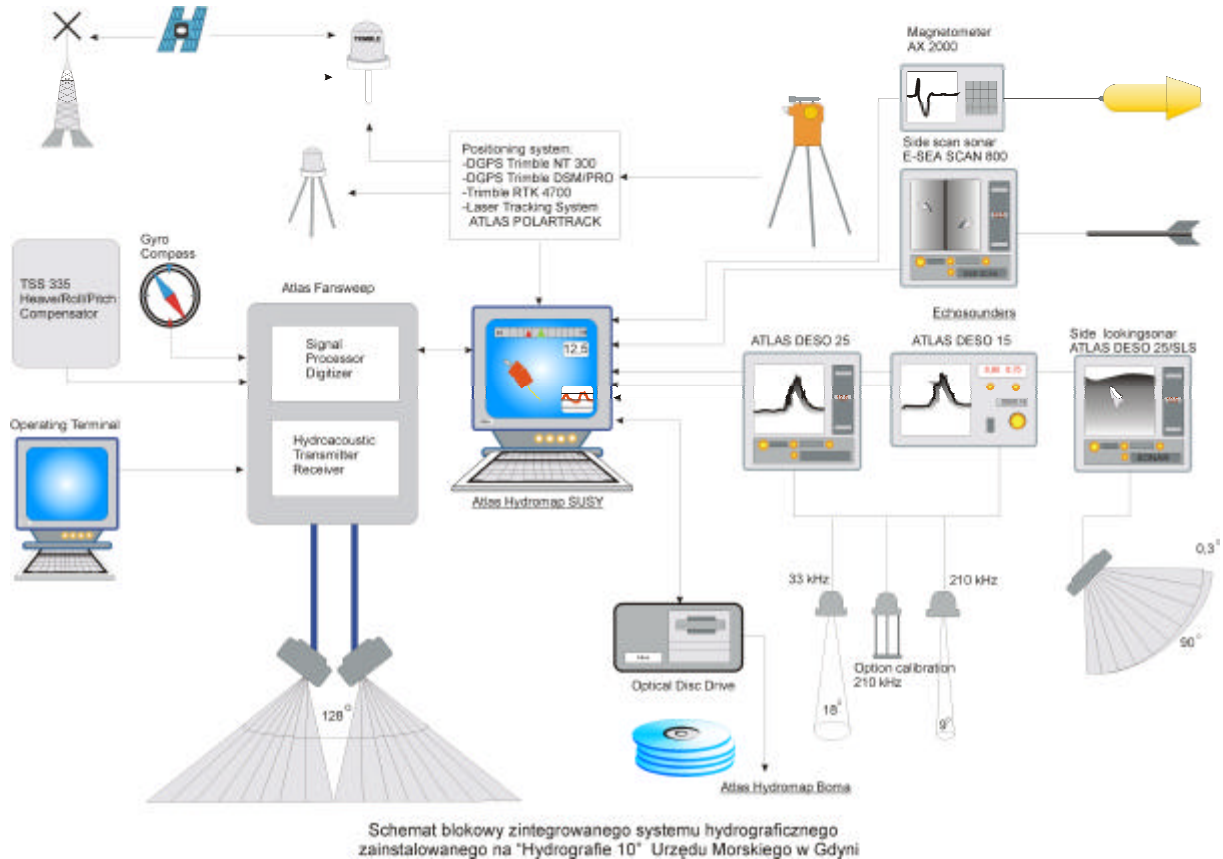 TRIMBLE
Magnetometer
AX 2000
Positioning system:
-DGPS Trimble NT 300
-DGPS Trimble DSM/PRO
-Trimble RTK 4700
-Laser Tracking System
ATLAS POLARTRACK
Side scan sonar
E-SEA SCAN 800
Gyro
Compass
TSS 335
Heave/Roll/Pitch
Compensator
Atlas Fansweep
Signal
Processor
Digitizer
Hydroacoustic
Transmitter
Receiver
12,5
Atlas Hydromap SUSY
Operating Terminal
Echosounders
ATLAS DESO 25
ATLAS DESO 15
Side lookingsonar
ATLAS DESO 25/SLS
SONAR
33 kHz
210 kHz
0,3°
90°
Option calibration
210 kHz
18°
9°
128°
Optical Disc Drive
Atlas Hydromap Boma
Schemat blokowy zintegrowanego systemu hydrograficznego
zainstalowanego na "Hydrografie 10" Urzędu Morskiego w Gdyni